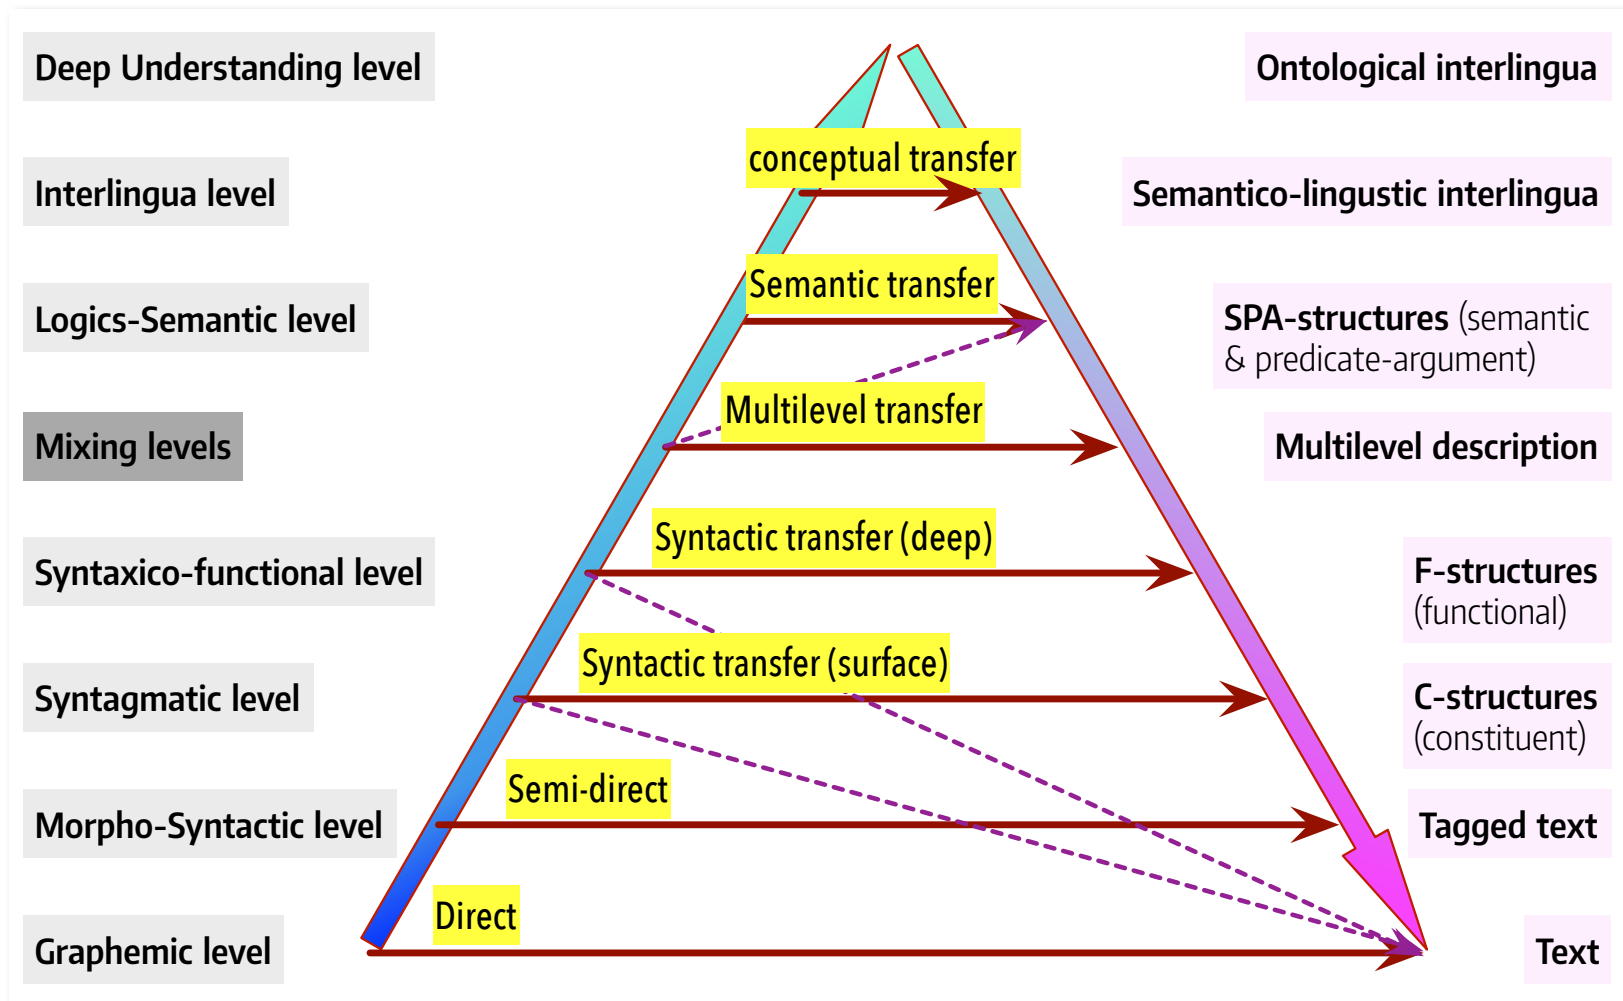 Deep Understanding level
Ontological interlingua
conceptual transfer
Interlingua level
Semantico-lingustic interlingua
Semantic transfer
Logics-Semantic level
SPA-structures (semantic
& predicate-argument)
Multilevel transfer
Mixing levels
Multilevel description
Syntactic transfer (deep)
Syntaxico-functional level
F-structures
(functional)
Syntactic transfer (surface)
Syntagmatic level
C-structures
(constituent)
Semi-direct
Morpho-Syntactic level
Tagged text
Direct
Graphemic level
Text